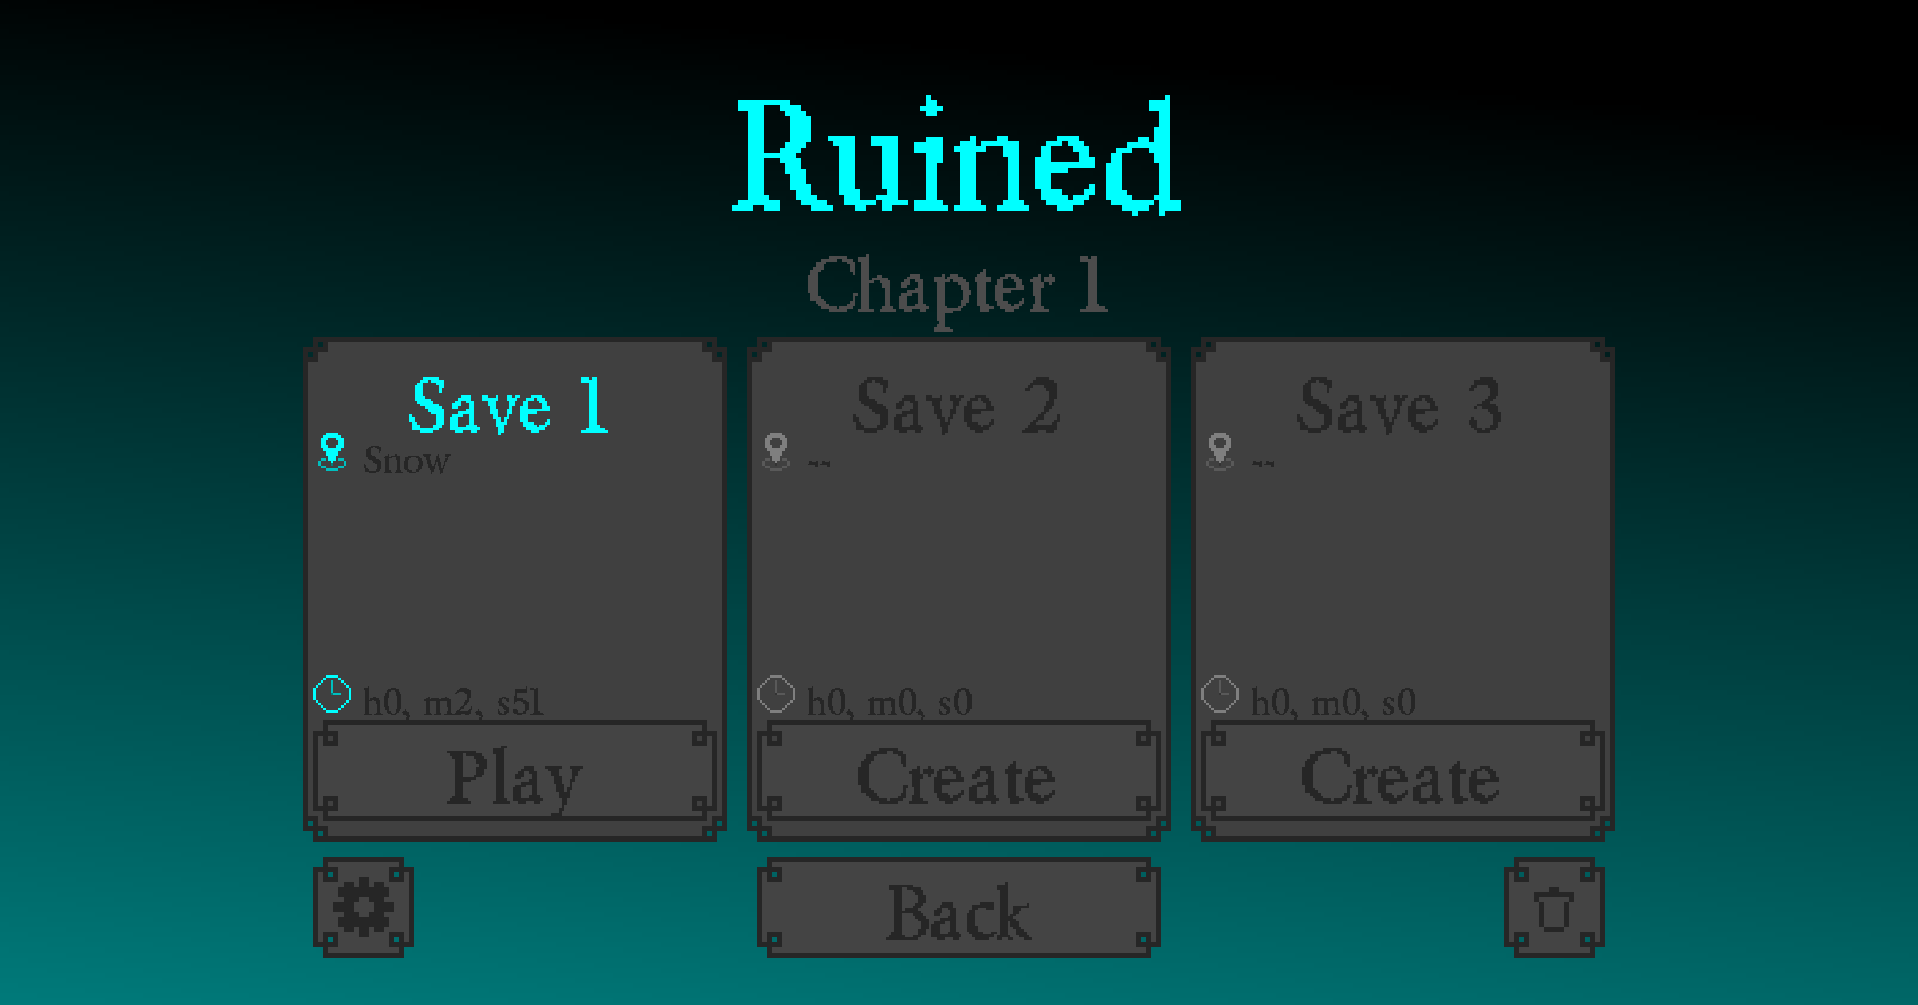 Ruined
Chapter 1
Save 1
Snow
h0, m2, s51
Play
Save 2
--
h0, m0, s0
Create
Save 3
--
h0, m0, s0
Create
Back